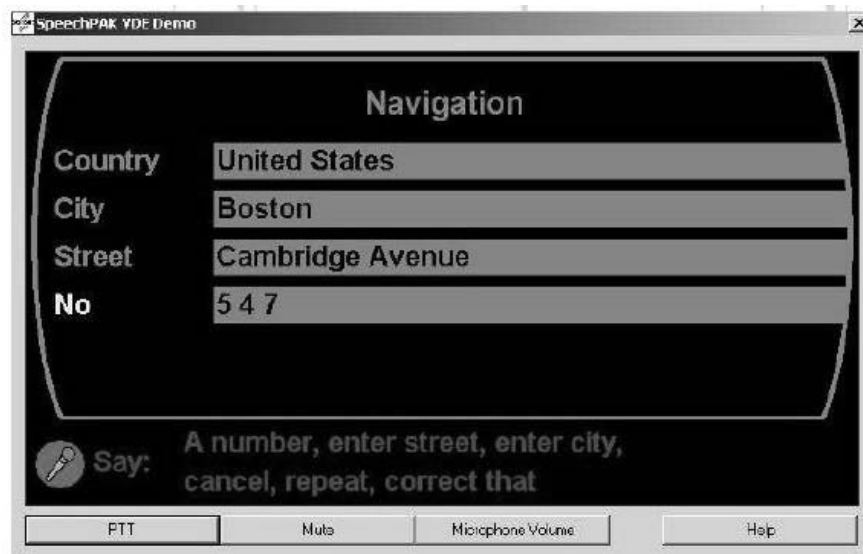 SpeechPAK VDE Demo
Navigation
Country United States
City Boston
Street Cambridge Avenue
No 5 4 7
Say: A number, enter street, enter city,
cancel, repeat, correct that
PTT Mute Microphone Volume Help